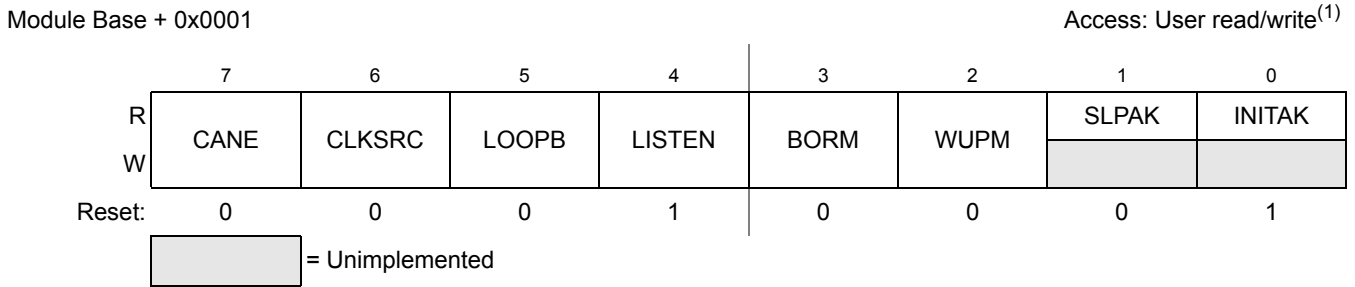 Module Base + 0x0001 Access: User read/write(1)
7 6 5 4 3 2 1 0
R CANE CLKSRC LOOPB LISTEN BORM WUPM SLPAK INITAK
W
Reset: 0 0 0 1 0 0 0 1
= Unimplemented